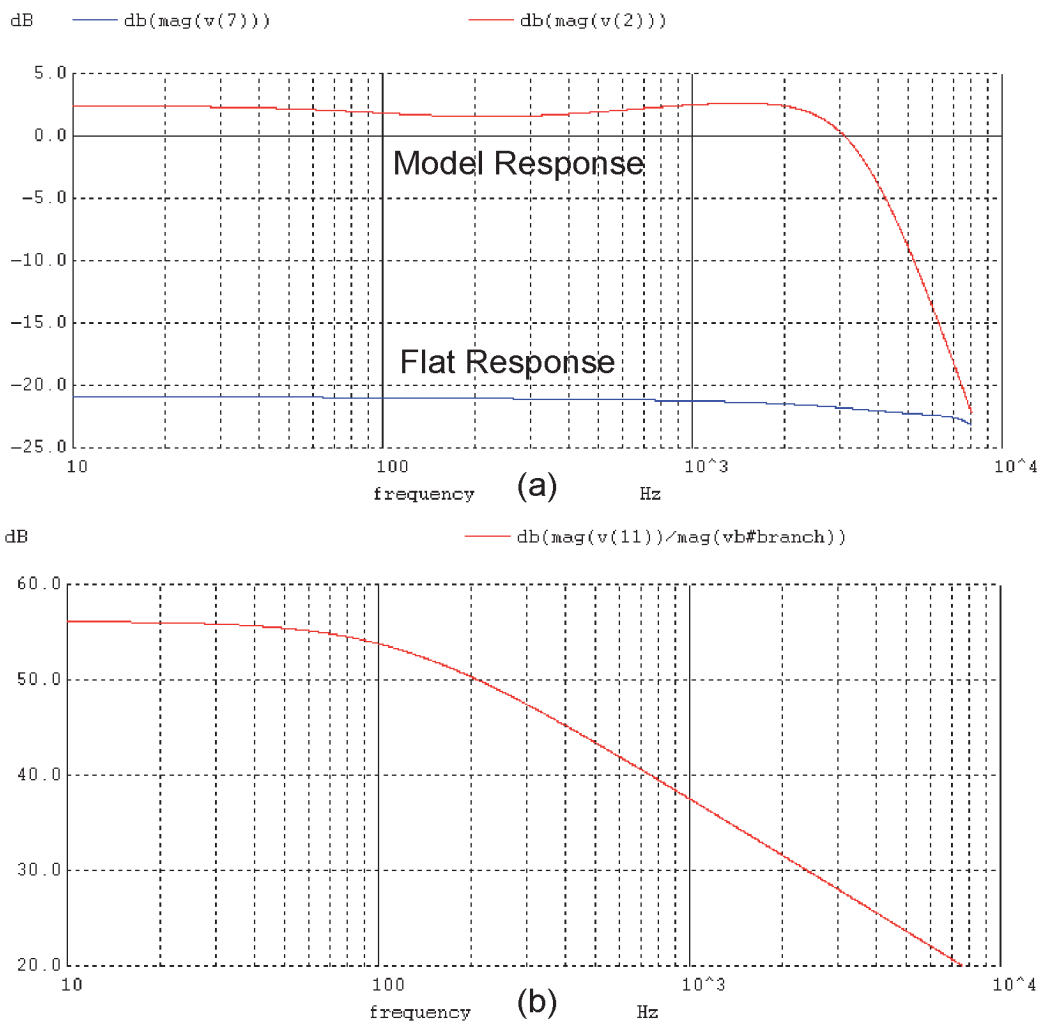 dB db(mag(v(7))) db(mag(v(2)))
5.0
0.0
Model Response
-5.0
-10.0
-15.0
Flat Response
-20.0
-25.0
10 100 10^3 10^4
frequency (a) Hz
dB db(mag(v(11))/mag(vb#branch))
60.0
50.0
40.0
30.0
20.0
10 100 10^3 10^4
frequency (b) Hz